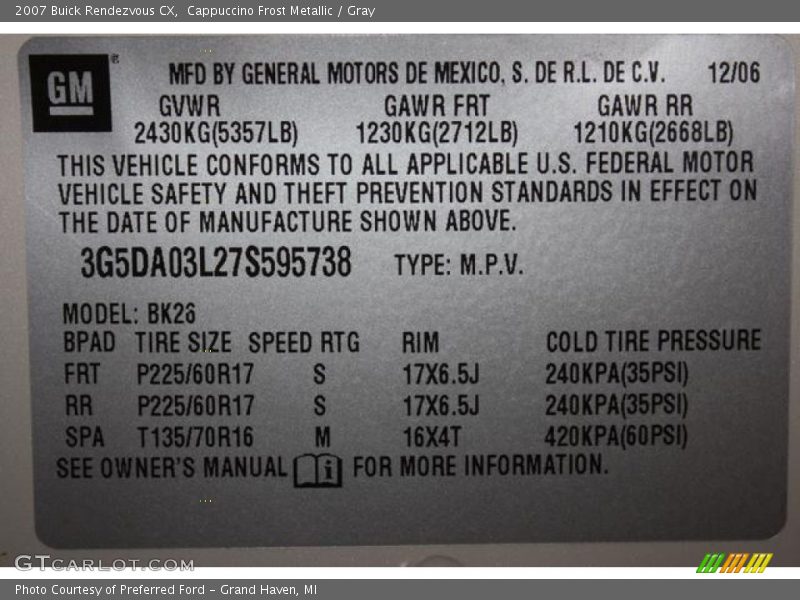 2007 Buick Rendezvous CX, Cappuccino Frost Metallic / Gray
GM®
MFD BY GENERAL MOTORS DE MEXICO, S. DE R.L. DE C.V. 12/06
GVWR GAWR FRT GAWR RR
2430KG(5357LB) 1230KG(2712LB) 1210KG(2668LB)
THIS VEHICLE CONFORMS TO ALL APPLICABLE U.S. FEDERAL MOTOR
VEHICLE SAFETY AND THEFT PREVENTION STANDARDS IN EFFECT ON
THE DATE OF MANUFACTURE SHOWN ABOVE.
3G5DA03L27S595738 TYPE: M.P.V.
MODEL: BK26
BPAD TIRE SIZE SPEED RTG RIM COLD TIRE PRESSURE
FRT P225/60R17 S 17X6.5J 240KPA(35PSI)
RR P225/60R17 S 17X6.5J 240KPA(35PSI)
SPA T135/70R16 M 16X4T 420KPA(60PSI)
SEE OWNER'S MANUAL i FOR MORE INFORMATION.
GTCARLOT.COM
Photo Courtesy of Preferred Ford – Grand Haven, MI